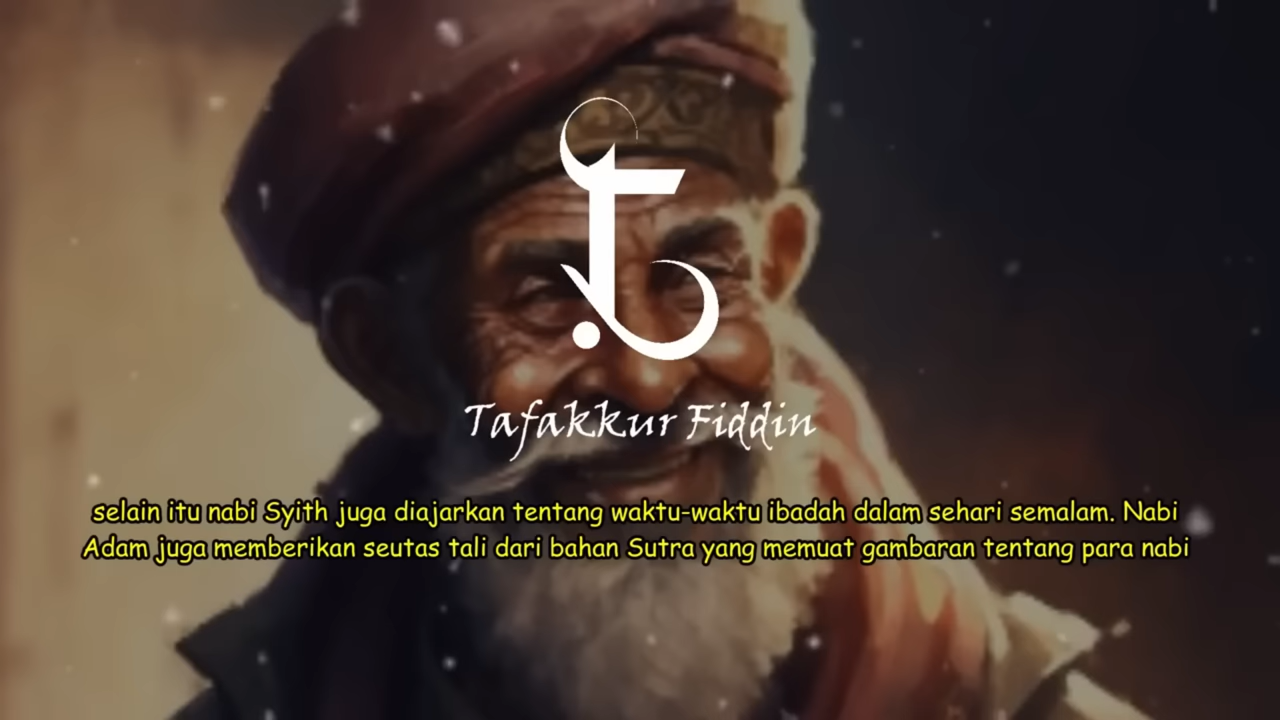 Tafakkur Fiddin
selain itu nabi Syith juga diajarkan tentang waktu-waktu ibadah dalam sehari semalam. Nabi
Adam juga memberikan seutas tali dari bahan Sutra yang memuat gambaran tentang para nabi